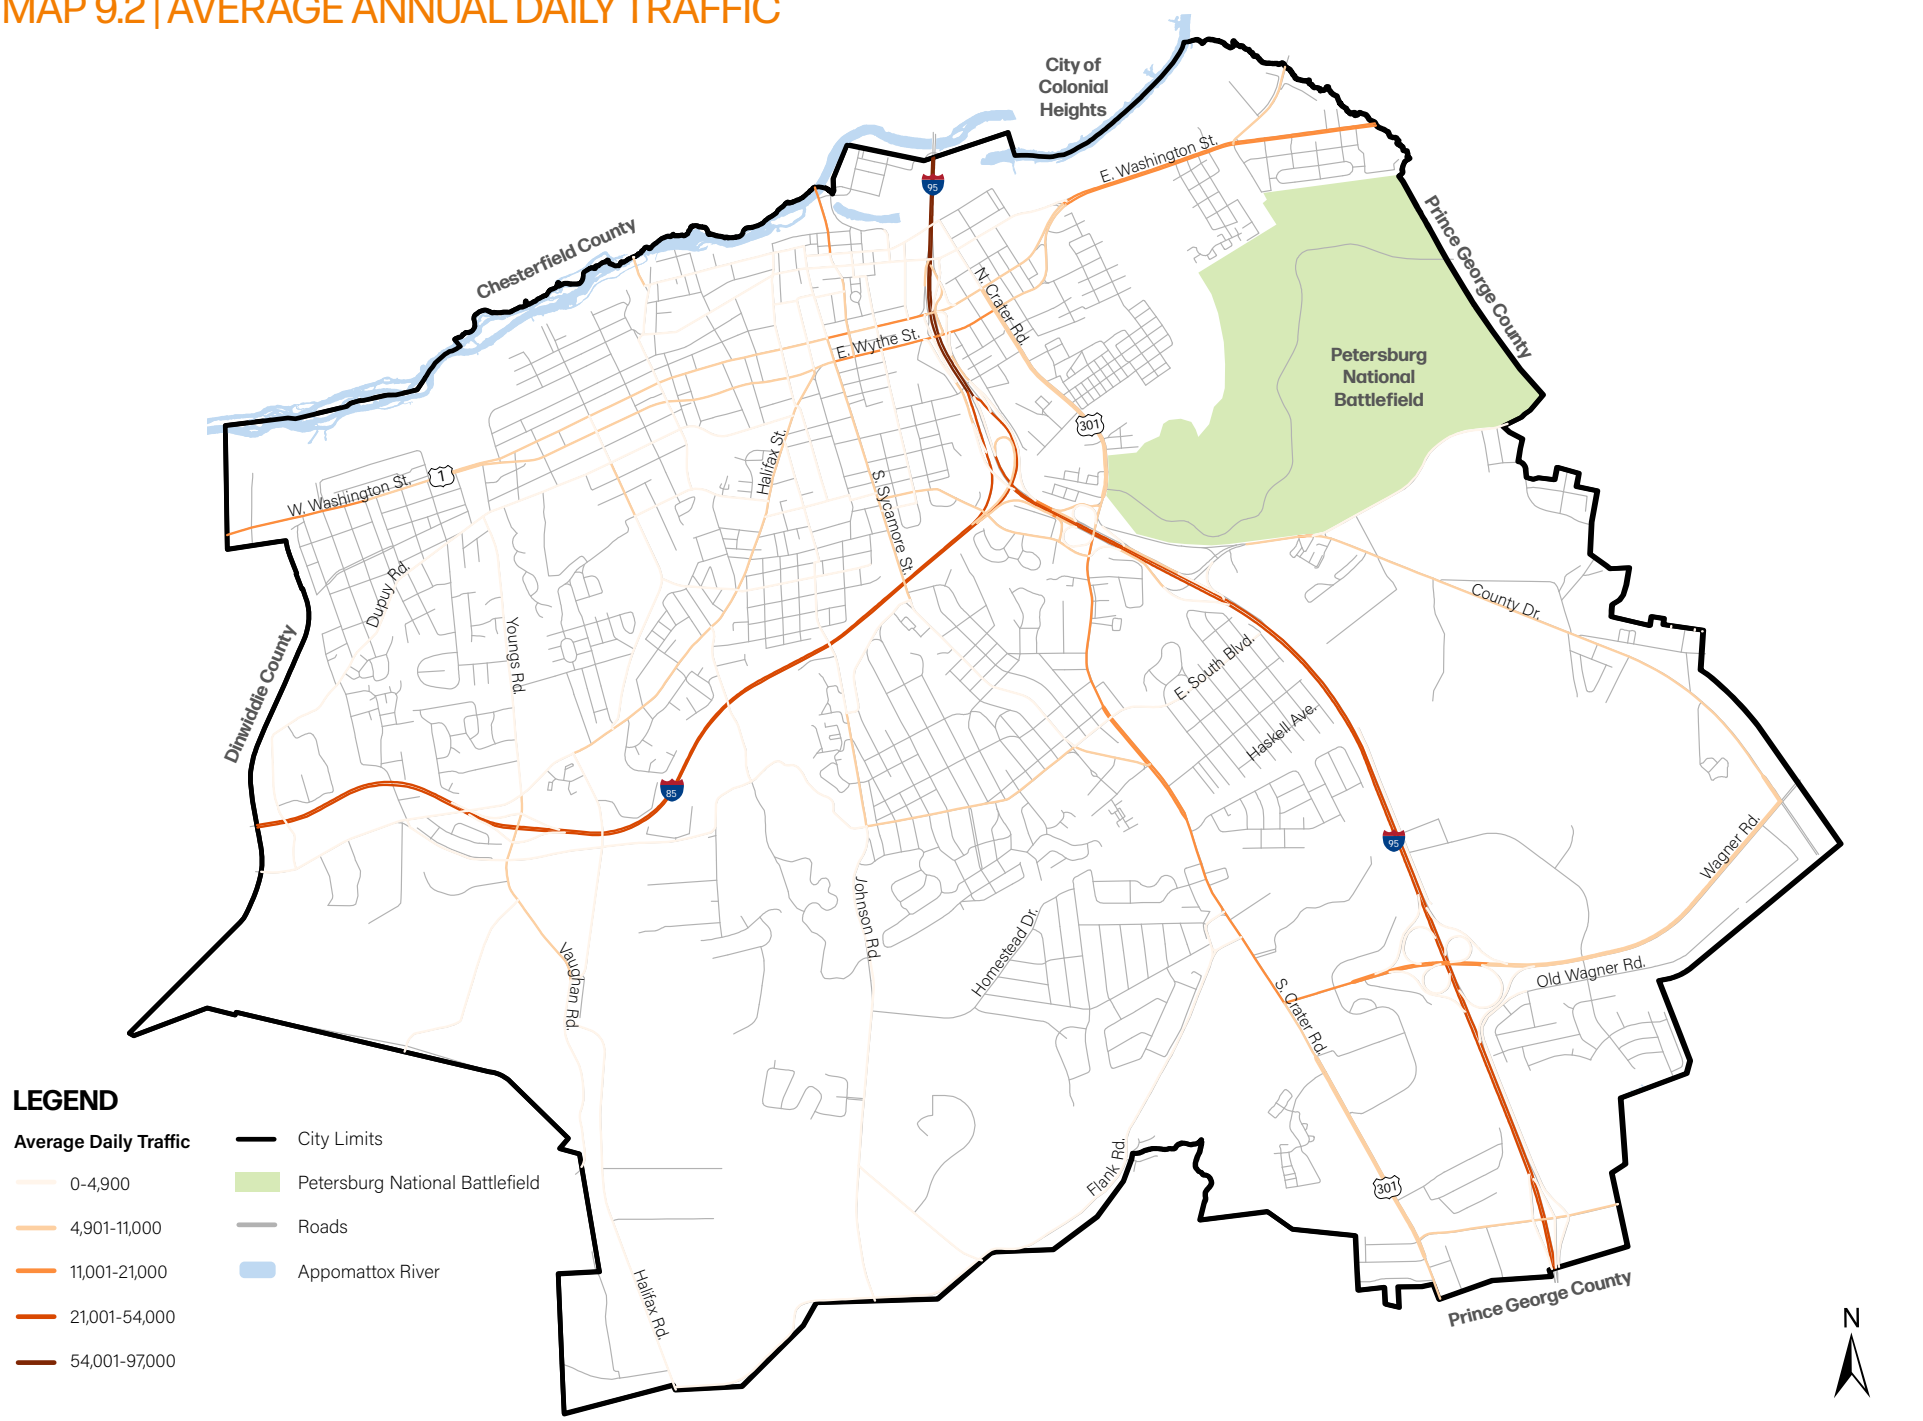 MAP 9.2 | AVERAGE ANNUAL DAILY TRAFFIC
City of
Colonial
Heights
E. Washington St.
95
Prince George County
Chesterfield County
N. Crater Rd.
E. Wythe St.
Petersburg
National
Battlefield
301
Halifax St.
1
W. Washington St.
S. Sycamore St.
Dupuy Rd.
County Dr.
Youngs Rd.
Dinwiddie County
E. South Blvd.
Haskell Ave.
85
95
Wagner Rd.
Johnson Rd.
Homestead Dr.
Vaughan Rd.
Old Wagner Rd.
S. Crater Rd.
Flank Rd.
301
Halifax Rd.
Prince George County
N
LEGEND
Average Daily Traffic
0-4,900
4,901-11,000
11,001-21,000
21,001-54,000
54,001-97,000
City Limits
Petersburg National Battlefield
Roads
Appomattox River